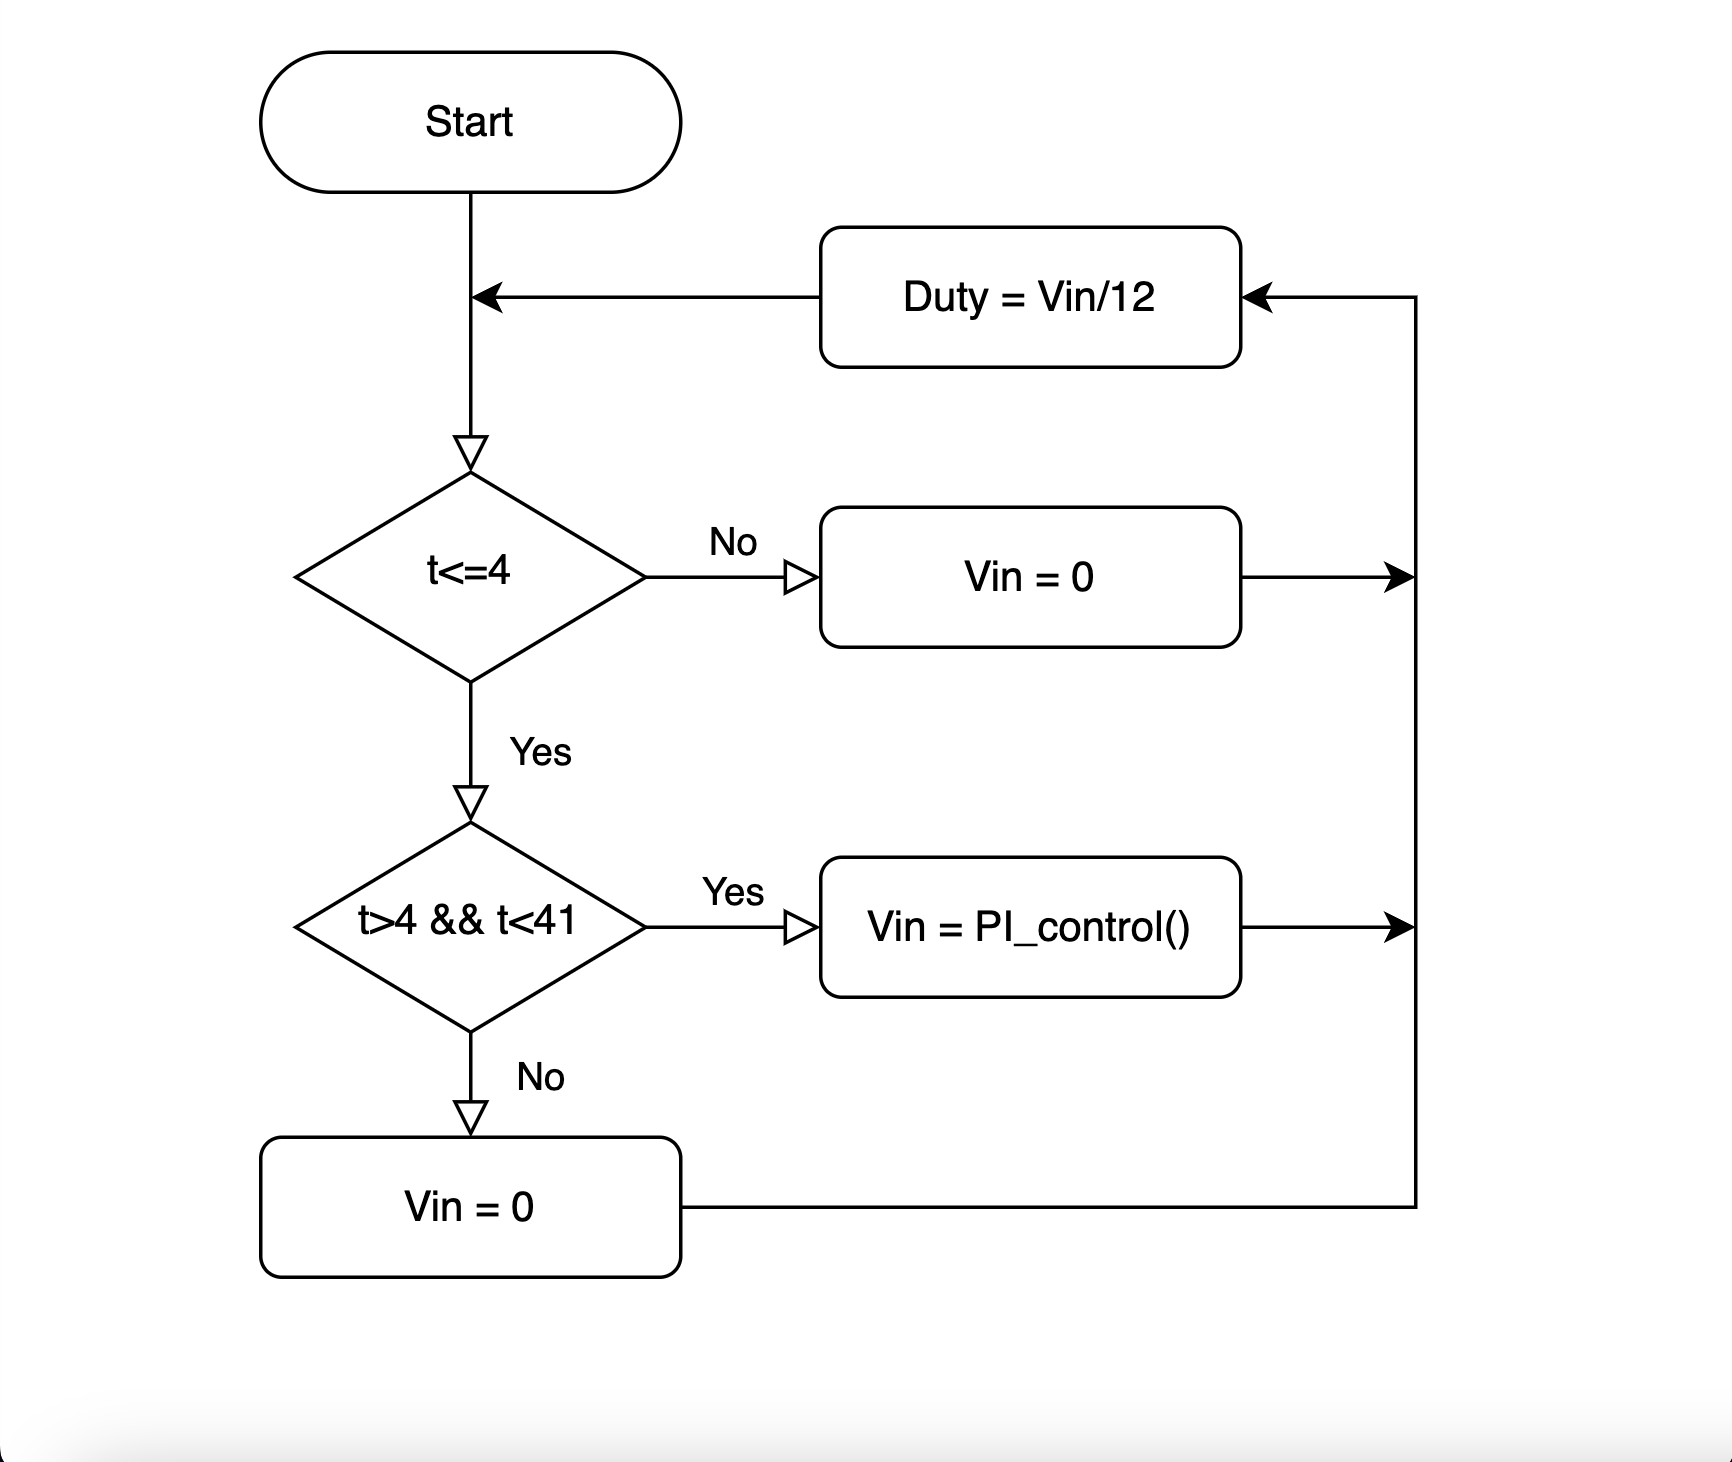 Start
Duty = Vin/12
t<=4
No
Vin = 0
Yes
t>4 && t<41
Yes
Vin = PI_control()
No
Vin = 0